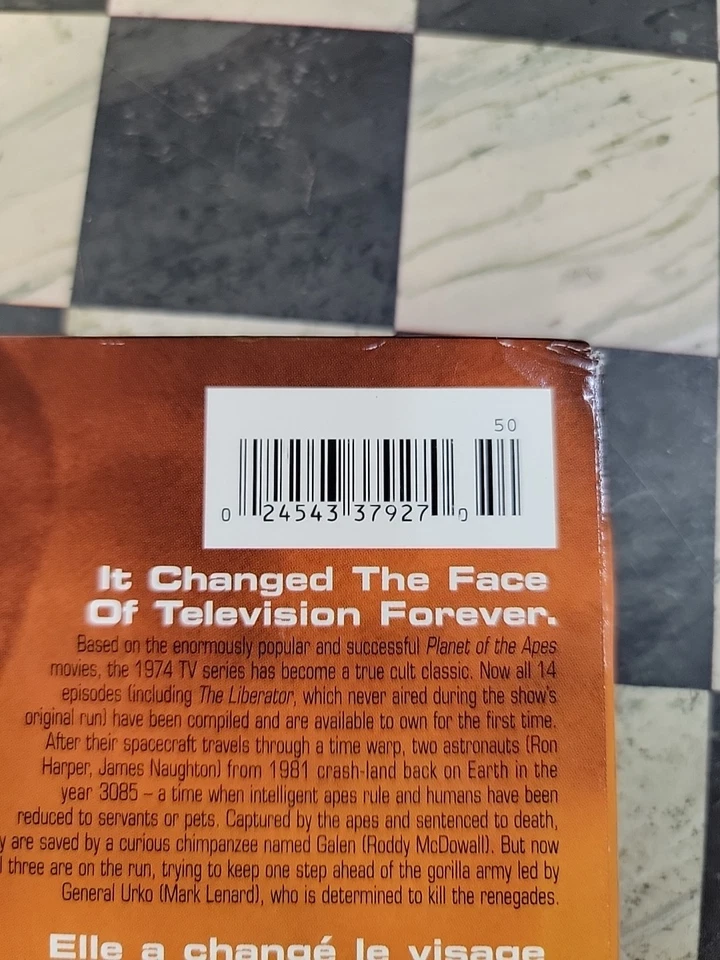 50
0 24543 37927 0
It Changed The Face
Of Television Forever.
Based on the enormously popular and successful Planet of the Apes
movies, the 1974 TV series has become a true cult classic. Now all 14
episodes (including The Liberator, which never aired during the show's
original run) have been compiled and are available to own for the first time.
After their spacecraft travels through a time warp, two astronauts (Ron
Harper, James Naughton) from 1981 crash-land back on Earth in the
year 3085 – a time when intelligent apes rule and humans have been
reduced to servants or pets. Captured by the apes and sentenced to death,
are saved by a curious chimpanzee named Galen (Roddy McDowall). But now
three are on the run, trying to keep one step ahead of the gorilla army led by
General Urko (Mark Lenard), who is determined to kill the renegades.
Elle a changé le visage